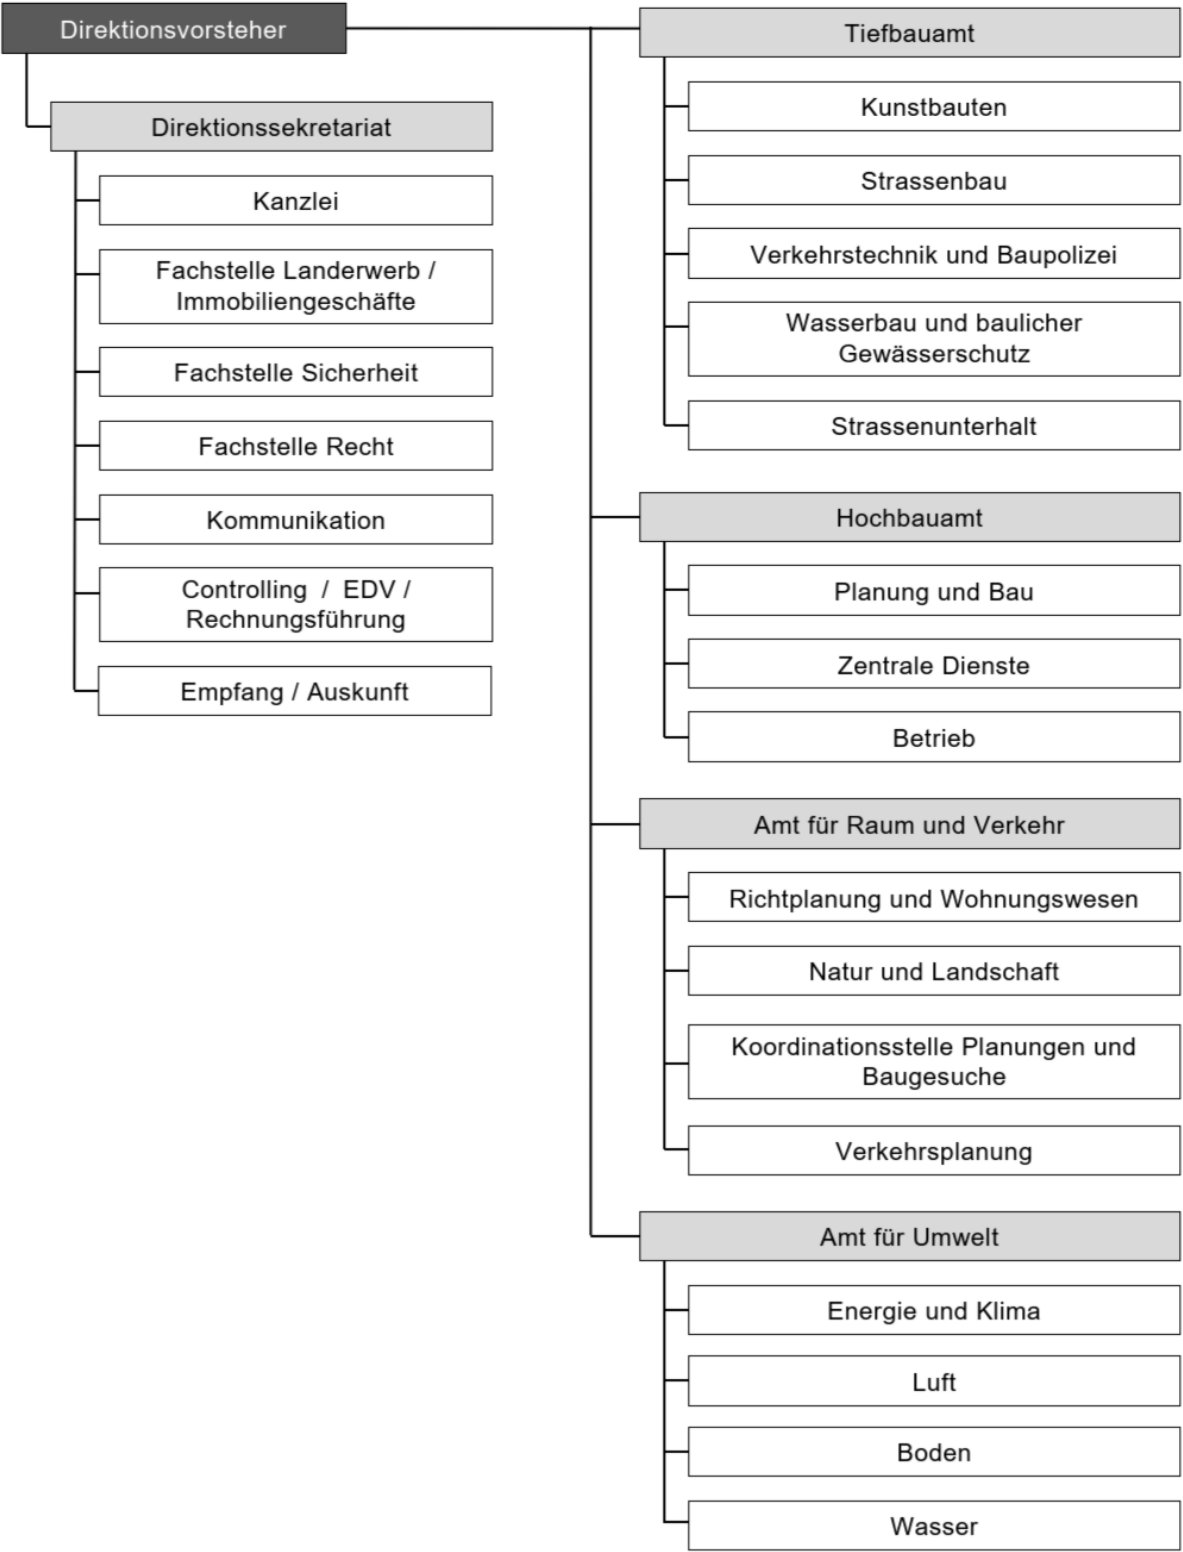 Direktionsvorsteher
Direktionssekretariat
Kanzlei
Fachstelle Landerwerb /
Immobiliengeschäfte
Fachstelle Sicherheit
Fachstelle Recht
Kommunikation
Controlling / EDV /
Rechnungsführung
Empfang / Auskunft
Tiefbauamt
Kunstbauten
Strassenbau
Verkehrstechnik und Baupolizei
Wasserbau und baulicher
Gewässerschutz
Strassenunterhalt
Hochbauamt
Planung und Bau
Zentrale Dienste
Betrieb
Amt für Raum und Verkehr
Richtplanung und Wohnungswesen
Natur und Landschaft
Koordinationsstelle Planungen und
Baugesuche
Verkehrsplanung
Amt für Umwelt
Energie und Klima
Luft
Boden
Wasser